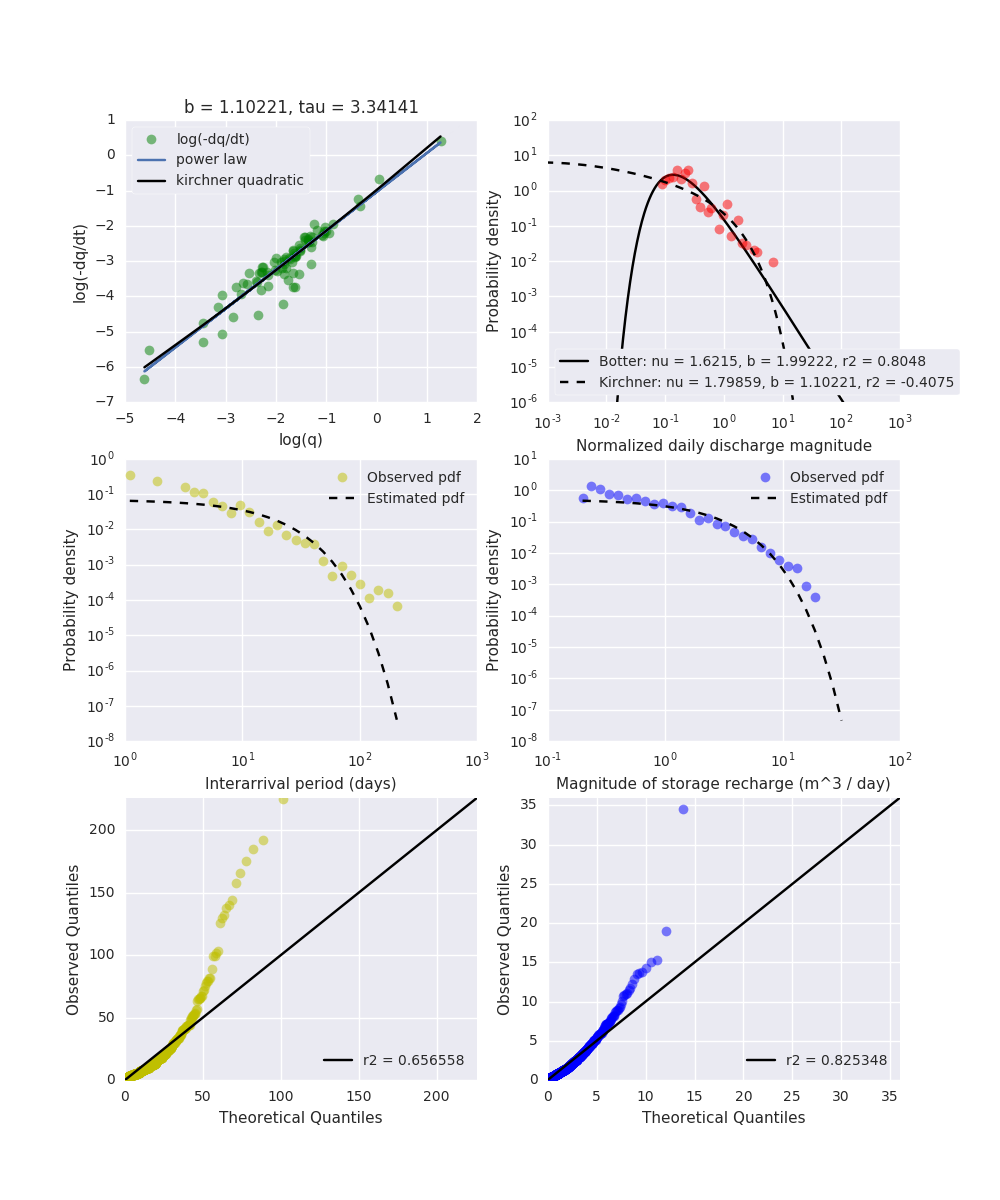 b = 1.10221, tau = 3.34141
log(-dq/dt)
power law
kirchner quadratic
1
0
−1
−2
−3
−4
−5
−6
−7
log(-dq/dt)
−5 −4 −3 −2 −1 0 1 2
log(q)
10^2
10^1
10^0
10^-1
10^-2
10^-3
10^-4
10^-5
10^-6
Probability density
Botter: nu = 1.6215, b = 1.99222, r2 = 0.8048
Kirchner: nu = 1.79859, b = 1.10221, r2 = -0.4075
10^-3 10^-2 10^-1 10^0 10^1 10^2 10^3
Normalized daily discharge magnitude
10^0
10^-1
10^-2
10^-3
10^-4
10^-5
10^-6
10^-7
10^-8
Probability density
Observed pdf
Estimated pdf
10^0 10^1 10^2 10^3
Interarrival period (days)
10^1
10^0
10^-1
10^-2
10^-3
10^-4
10^-5
10^-6
10^-7
10^-8
Probability density
Observed pdf
Estimated pdf
10^-1 10^0 10^1 10^2
Magnitude of storage recharge (m^3 / day)
200
150
100
50
0
Observed Quantiles
r2 = 0.656558
0 50 100 150 200
Theoretical Quantiles
35
30
25
20
15
10
5
0
Observed Quantiles
r2 = 0.825348
0 5 10 15 20 25 30 35
Theoretical Quantiles